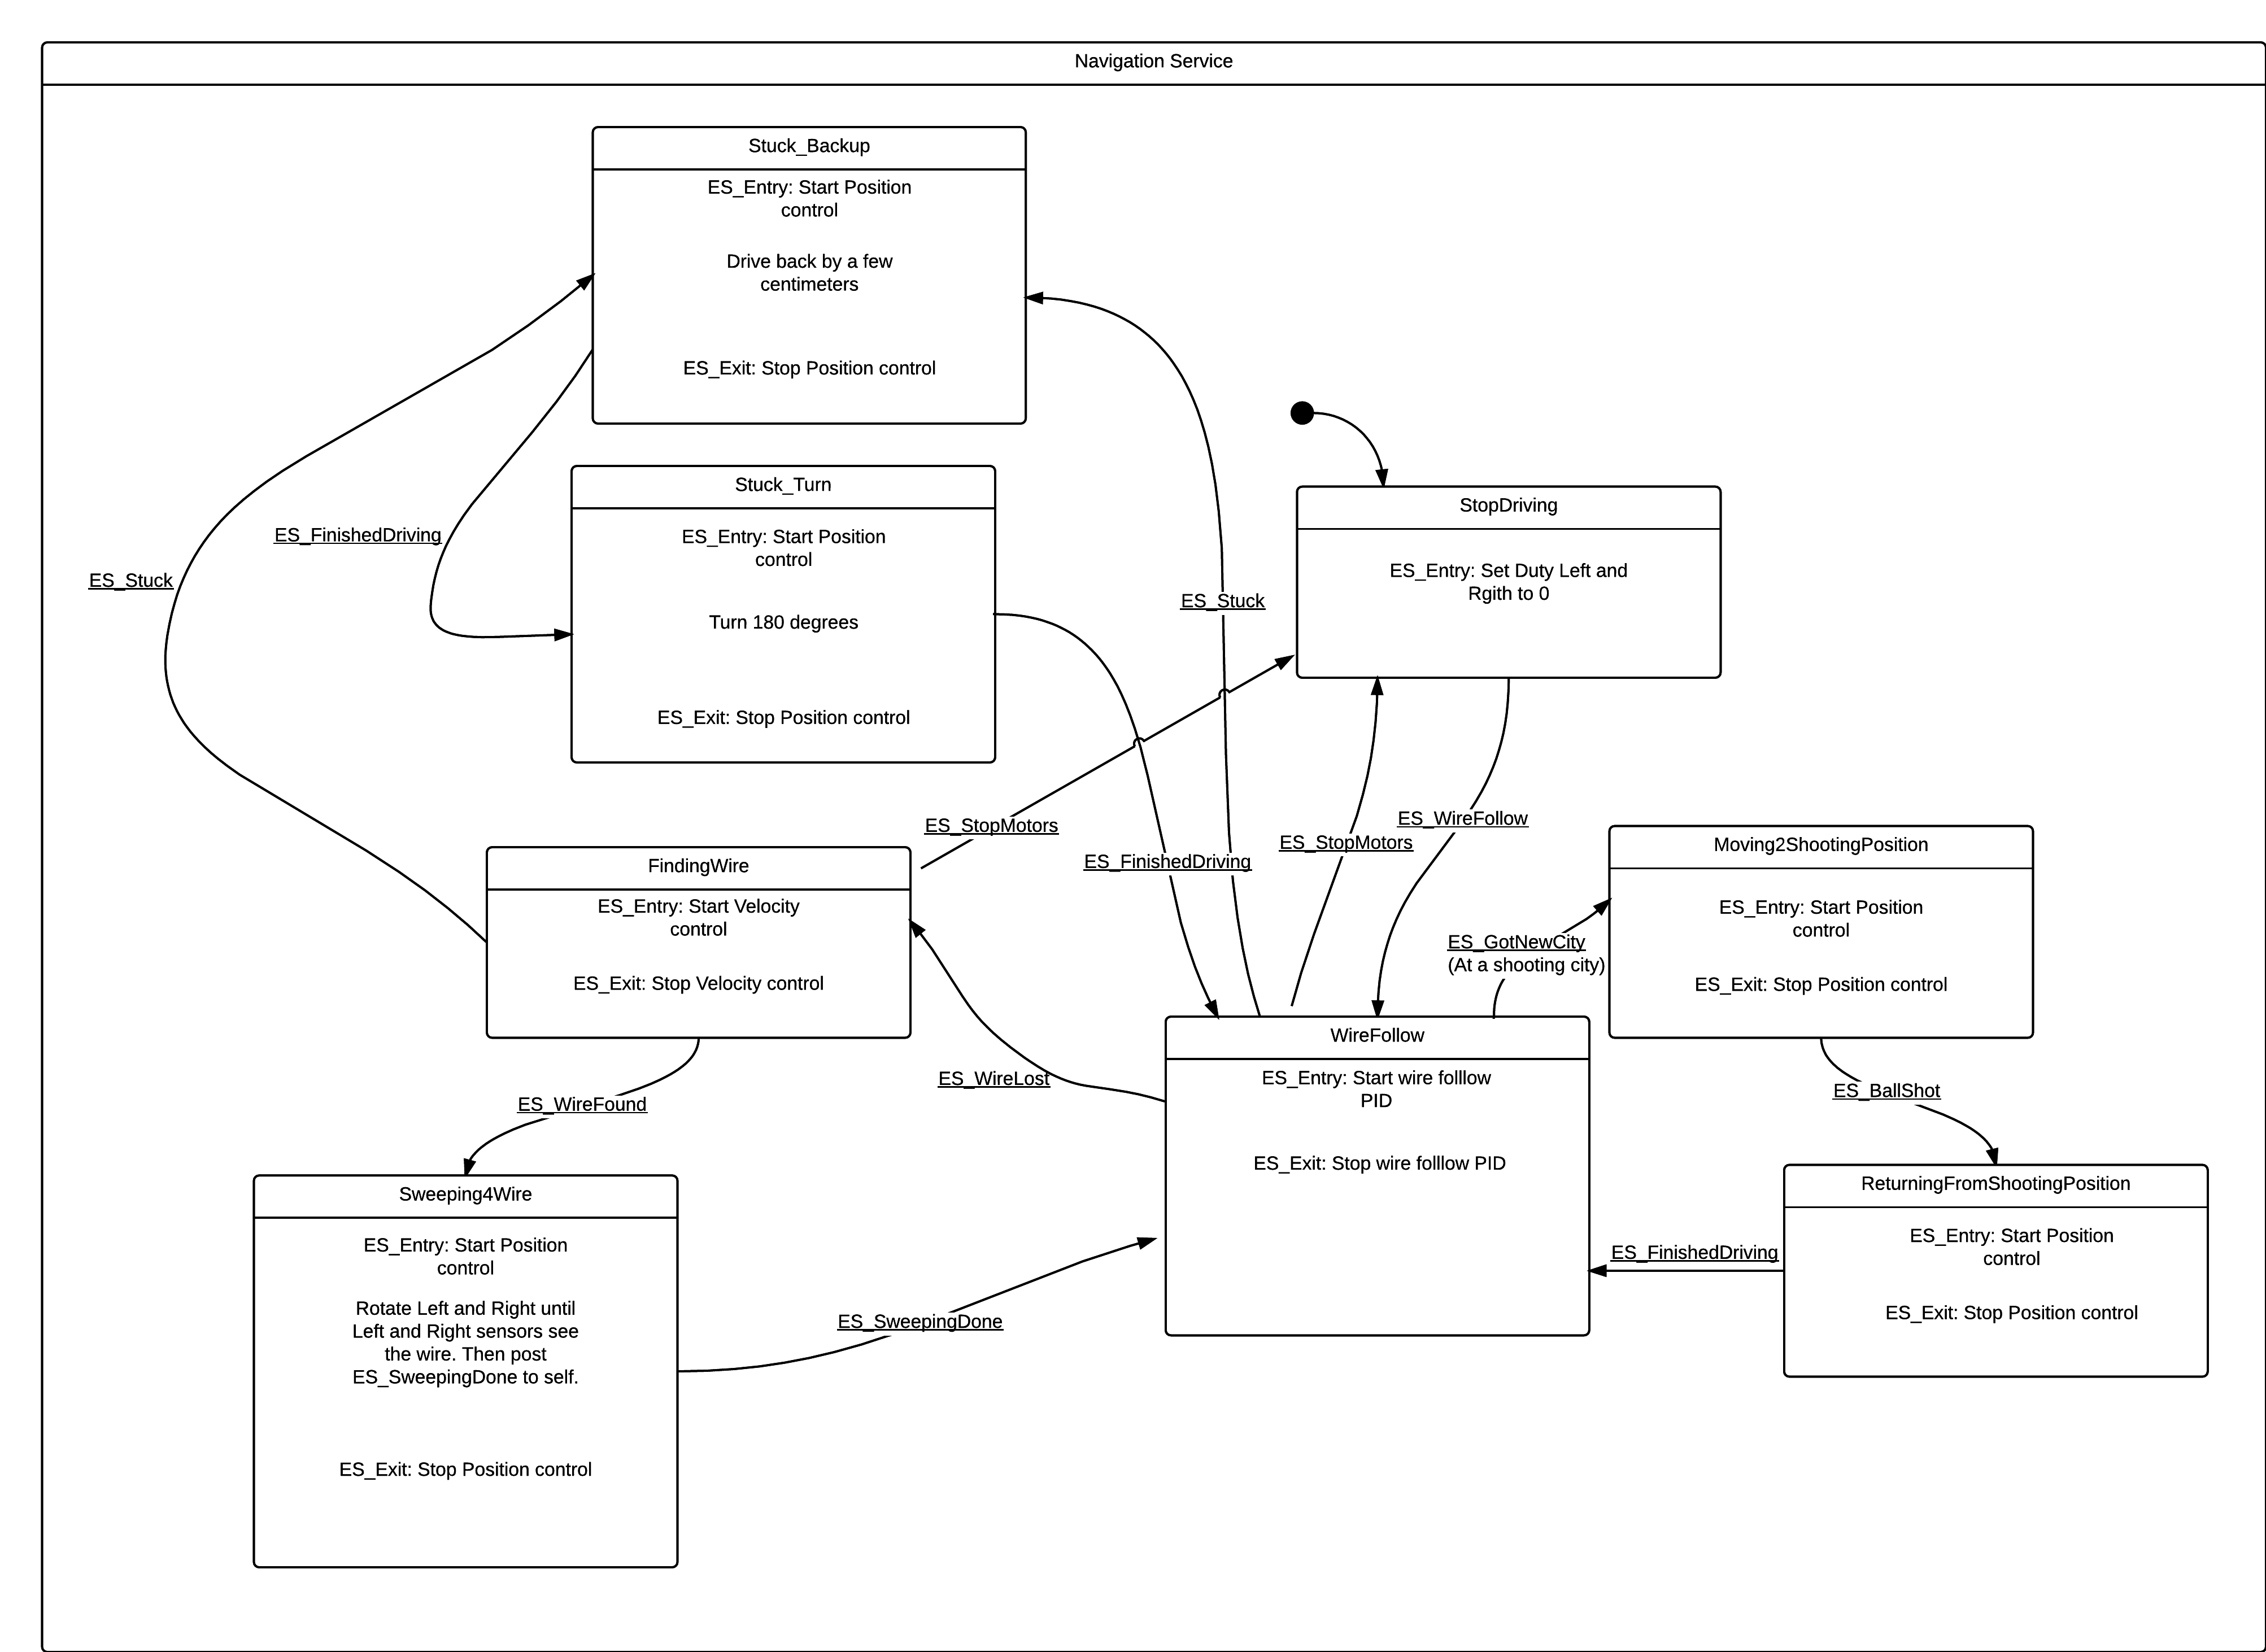 Navigation Service
Stuck_Backup
ES_Entry: Start Position
control
Drive back by a few
centimeters
ES_Exit: Stop Position control
Stuck_Turn
ES_Entry: Start Position
control
Turn 180 degrees
ES_Exit: Stop Position control
StopDriving
ES_Entry: Set Duty Left and
Rgith to 0
ES_FinishedDriving
ES_Stuck
ES_Stuck
ES_StopMotors
ES_FinishedDriving
ES_StopMotors
ES_WireFollow
FindingWire
ES_Entry: Start Velocity
control
ES_Exit: Stop Velocity control
Moving2ShootingPosition
ES_Entry: Start Position
control
ES_Exit: Stop Position control
ES_GotNewCity
(At a shooting city)
WireFollow
ES_Entry: Start wire folllow
PID
ES_Exit: Stop wire folllow PID
ES_WireLost
ES_WireFound
ES_BallShot
Sweeping4Wire
ES_Entry: Start Position
control
Rotate Left and Right until
Left and Right sensors see
the wire. Then post
ES_SweepingDone to self.
ES_Exit: Stop Position control
ES_SweepingDone
ReturningFromShootingPosition
ES_Entry: Start Position
control
ES_Exit: Stop Position control
ES_FinishedDriving